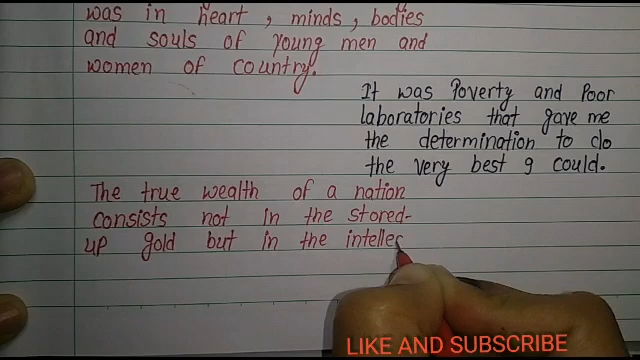 was in heart, minds, bodies
and souls of young men and
women of country.
It was Poverty and Poor
laboratories that gave me
the determination to do
the very best I could.
The true wealth of a nation
consists not in the stored-
up gold but in the intellec
LIKE AND SUBSCRIBE